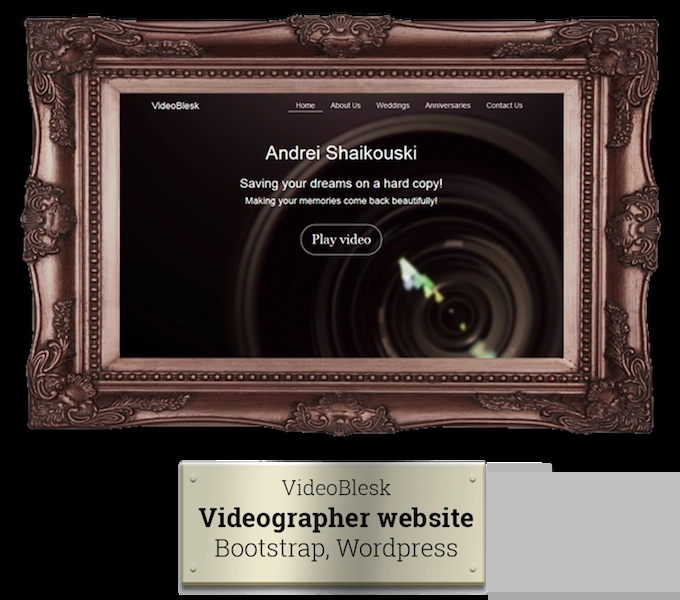 VideoBlesk Home About Us Weddings Anniversaries Contact Us
Andrei Shaikouski
Saving your dreams on a hard copy!
Making your memories come back beautifully!
Play video
VideoBlesk
Videographer website
Bootstrap, Wordpress